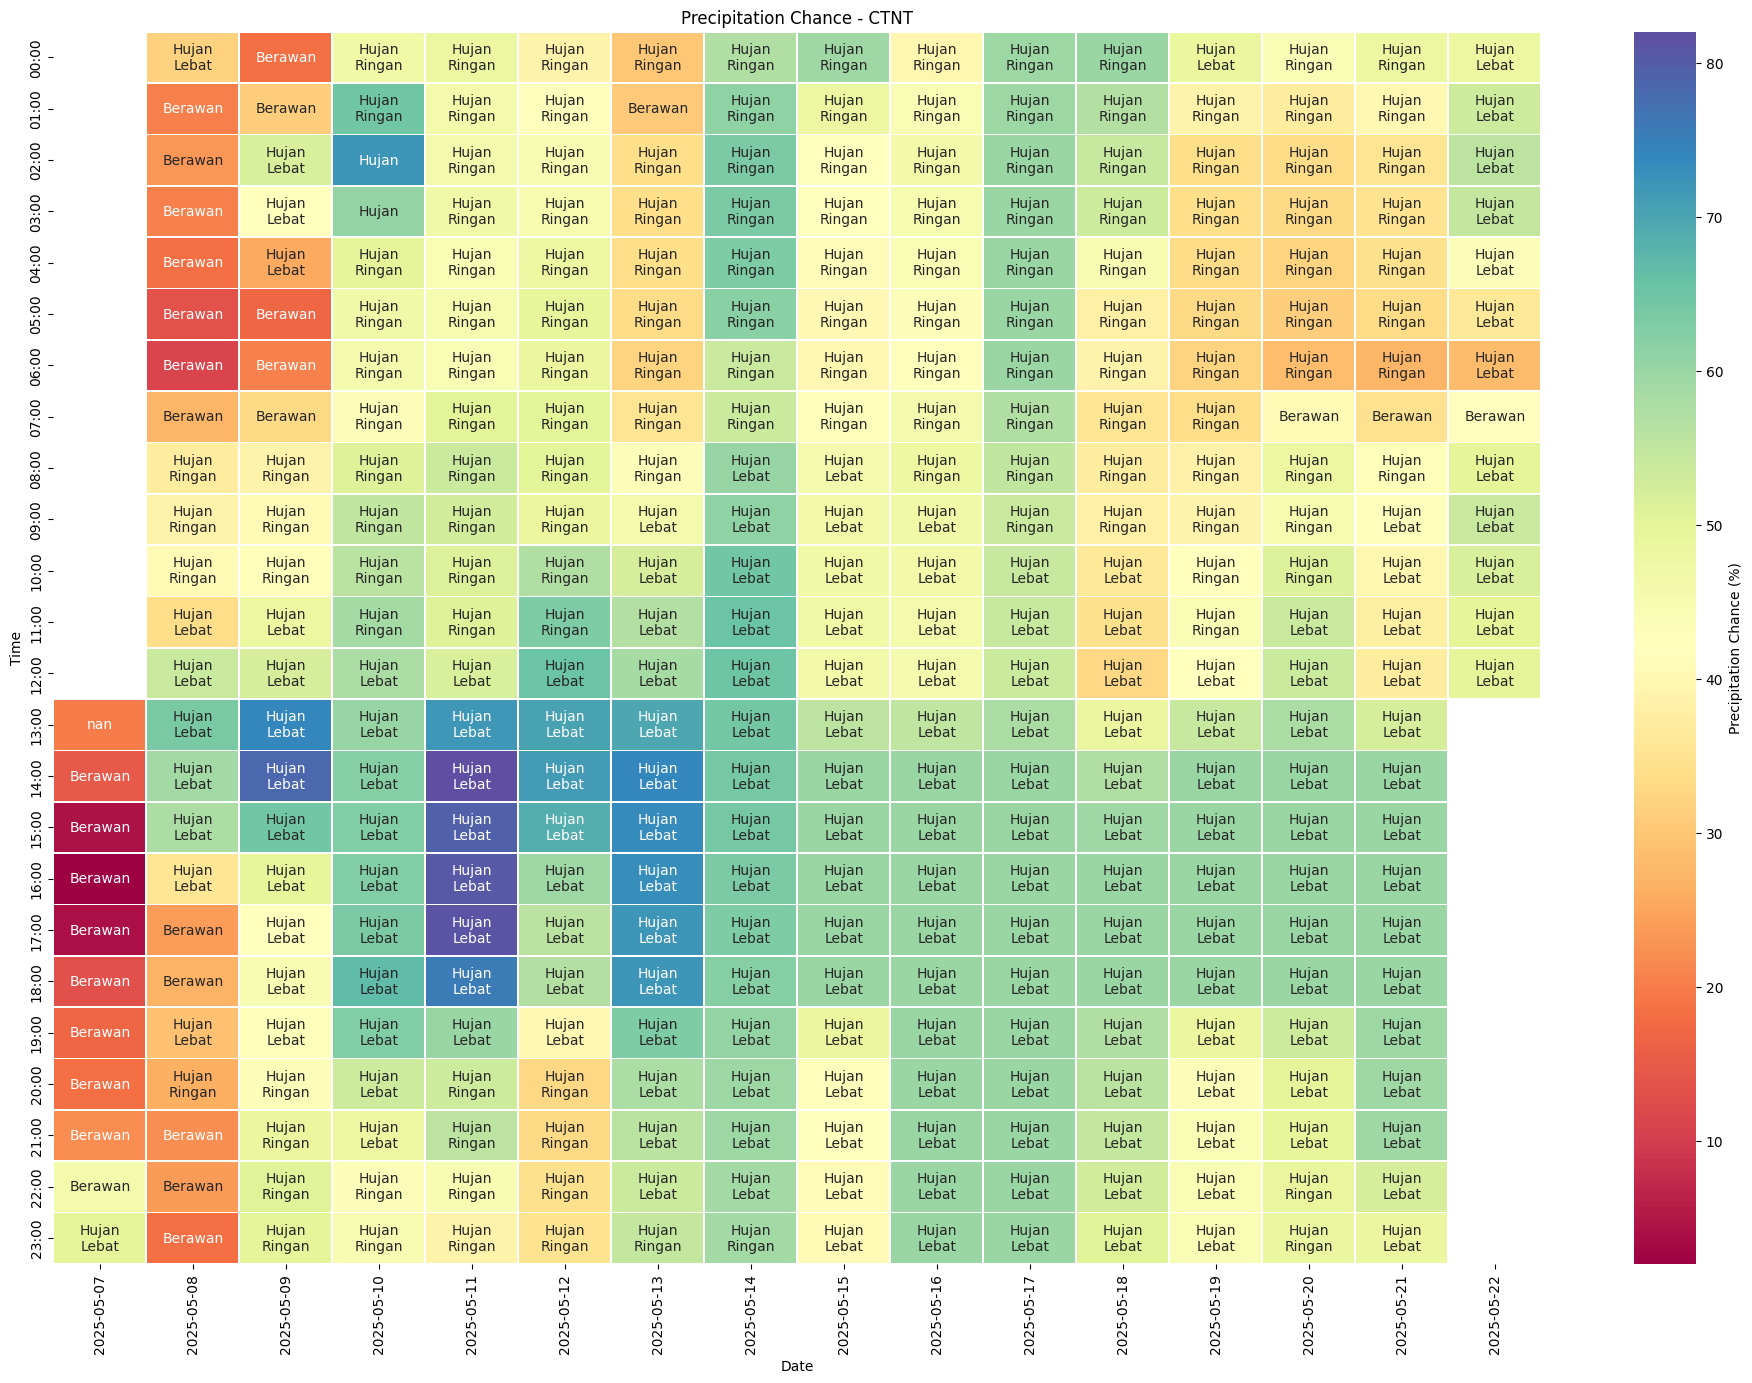 Precipitation Chance - CTNT
00:00 Hujan Lebat Berawan Hujan Ringan Hujan Ringan Hujan Ringan Hujan Ringan Hujan Ringan Hujan Ringan Hujan Ringan Hujan Ringan Hujan Ringan Hujan Lebat Hujan Ringan Hujan Ringan Hujan Lebat
01:00 Berawan Berawan Hujan Ringan Hujan Ringan Hujan Ringan Berawan Hujan Ringan Hujan Ringan Hujan Ringan Hujan Ringan Hujan Ringan Hujan Ringan Hujan Ringan Hujan Ringan Hujan Lebat
02:00 Berawan Hujan Lebat Hujan Hujan Ringan Hujan Ringan Hujan Ringan Hujan Ringan Hujan Ringan Hujan Ringan Hujan Ringan Hujan Ringan Hujan Ringan Hujan Ringan Hujan Ringan Hujan Lebat
03:00 Berawan Hujan Lebat Hujan Hujan Ringan Hujan Ringan Hujan Ringan Hujan Ringan Hujan Ringan Hujan Ringan Hujan Ringan Hujan Ringan Hujan Ringan Hujan Ringan Hujan Ringan Hujan Lebat
04:00 Berawan Hujan Lebat Hujan Ringan Hujan Ringan Hujan Ringan Hujan Ringan Hujan Ringan Hujan Ringan Hujan Ringan Hujan Ringan Hujan Ringan Hujan Ringan Hujan Ringan Hujan Ringan Hujan Lebat
05:00 Berawan Berawan Hujan Ringan Hujan Ringan Hujan Ringan Hujan Ringan Hujan Ringan Hujan Ringan Hujan Ringan Hujan Ringan Hujan Ringan Hujan Ringan Hujan Ringan Hujan Ringan Hujan Lebat
06:00 Berawan Berawan Hujan Ringan Hujan Ringan Hujan Ringan Hujan Ringan Hujan Ringan Hujan Ringan Hujan Ringan Hujan Ringan Hujan Ringan Hujan Ringan Hujan Ringan Hujan Ringan Hujan Lebat
07:00 Berawan Berawan Hujan Ringan Hujan Ringan Hujan Ringan Hujan Ringan Hujan Ringan Hujan Ringan Hujan Ringan Hujan Ringan Hujan Ringan Hujan Ringan Berawan Berawan Berawan
08:00 Hujan Ringan Hujan Ringan Hujan Ringan Hujan Ringan Hujan Ringan Hujan Ringan Hujan Lebat Hujan Lebat Hujan Ringan Hujan Ringan Hujan Ringan Hujan Ringan Hujan Ringan Hujan Ringan Hujan Lebat
09:00 Hujan Ringan Hujan Ringan Hujan Ringan Hujan Ringan Hujan Ringan Hujan Lebat Hujan Lebat Hujan Lebat Hujan Lebat Hujan Ringan Hujan Ringan Hujan Ringan Hujan Ringan Hujan Lebat Hujan Lebat
10:00 Hujan Ringan Hujan Ringan Hujan Ringan Hujan Ringan Hujan Ringan Hujan Lebat Hujan Lebat Hujan Lebat Hujan Lebat Hujan Lebat Hujan Lebat Hujan Ringan Hujan Ringan Hujan Lebat Hujan Lebat
11:00 Hujan Lebat Hujan Lebat Hujan Ringan Hujan Ringan Hujan Ringan Hujan Lebat Hujan Lebat Hujan Lebat Hujan Lebat Hujan Lebat Hujan Lebat Hujan Ringan Hujan Lebat Hujan Lebat Hujan Lebat
12:00 Hujan Lebat Hujan Lebat Hujan Lebat Hujan Lebat Hujan Lebat Hujan Lebat Hujan Lebat Hujan Lebat Hujan Lebat Hujan Lebat Hujan Lebat Hujan Lebat Hujan Lebat Hujan Lebat Hujan Lebat
13:00 nan Hujan Lebat Hujan Lebat Hujan Lebat Hujan Lebat Hujan Lebat Hujan Lebat Hujan Lebat Hujan Lebat Hujan Lebat Hujan Lebat Hujan Lebat Hujan Lebat Hujan Lebat Hujan Lebat
14:00 Berawan Hujan Lebat Hujan Lebat Hujan Lebat Hujan Lebat Hujan Lebat Hujan Lebat Hujan Lebat Hujan Lebat Hujan Lebat Hujan Lebat Hujan Lebat Hujan Lebat Hujan Lebat Hujan Lebat
15:00 Berawan Hujan Lebat Hujan Lebat Hujan Lebat Hujan Lebat Hujan Lebat Hujan Lebat Hujan Lebat Hujan Lebat Hujan Lebat Hujan Lebat Hujan Lebat Hujan Lebat Hujan Lebat Hujan Lebat
16:00 Berawan Hujan Lebat Hujan Lebat Hujan Lebat Hujan Lebat Hujan Lebat Hujan Lebat Hujan Lebat Hujan Lebat Hujan Lebat Hujan Lebat Hujan Lebat Hujan Lebat Hujan Lebat Hujan Lebat
17:00 Berawan Berawan Hujan Lebat Hujan Lebat Hujan Lebat Hujan Lebat Hujan Lebat Hujan Lebat Hujan Lebat Hujan Lebat Hujan Lebat Hujan Lebat Hujan Lebat Hujan Lebat Hujan Lebat
18:00 Berawan Berawan Hujan Lebat Hujan Lebat Hujan Lebat Hujan Lebat Hujan Lebat Hujan Lebat Hujan Lebat Hujan Lebat Hujan Lebat Hujan Lebat Hujan Lebat Hujan Lebat Hujan Lebat
19:00 Berawan Hujan Lebat Hujan Lebat Hujan Lebat Hujan Lebat Hujan Lebat Hujan Lebat Hujan Lebat Hujan Lebat Hujan Lebat Hujan Lebat Hujan Lebat Hujan Lebat Hujan Lebat Hujan Lebat
20:00 Berawan Hujan Ringan Hujan Ringan Hujan Lebat Hujan Ringan Hujan Ringan Hujan Lebat Hujan Lebat Hujan Lebat Hujan Lebat Hujan Lebat Hujan Lebat Hujan Lebat Hujan Lebat Hujan Lebat
21:00 Berawan Berawan Hujan Ringan Hujan Lebat Hujan Ringan Hujan Ringan Hujan Lebat Hujan Lebat Hujan Lebat Hujan Lebat Hujan Lebat Hujan Lebat Hujan Lebat Hujan Lebat Hujan Lebat
22:00 Berawan Berawan Hujan Ringan Hujan Ringan Hujan Ringan Hujan Ringan Hujan Lebat Hujan Lebat Hujan Lebat Hujan Lebat Hujan Lebat Hujan Lebat Hujan Lebat Hujan Ringan Hujan Lebat
23:00 Hujan Lebat Berawan Hujan Ringan Hujan Ringan Hujan Ringan Hujan Ringan Hujan Ringan Hujan Ringan Hujan Lebat Hujan Lebat Hujan Lebat Hujan Lebat Hujan Lebat Hujan Ringan Hujan Lebat
Time
2025-05-07 2025-05-08 2025-05-09 2025-05-10 2025-05-11 2025-05-12 2025-05-13 2025-05-14 2025-05-15 2025-05-16 2025-05-17 2025-05-18 2025-05-19 2025-05-20 2025-05-21 2025-05-22
Date
80
70
60
50
40
30
20
10
Precipitation Chance (%)